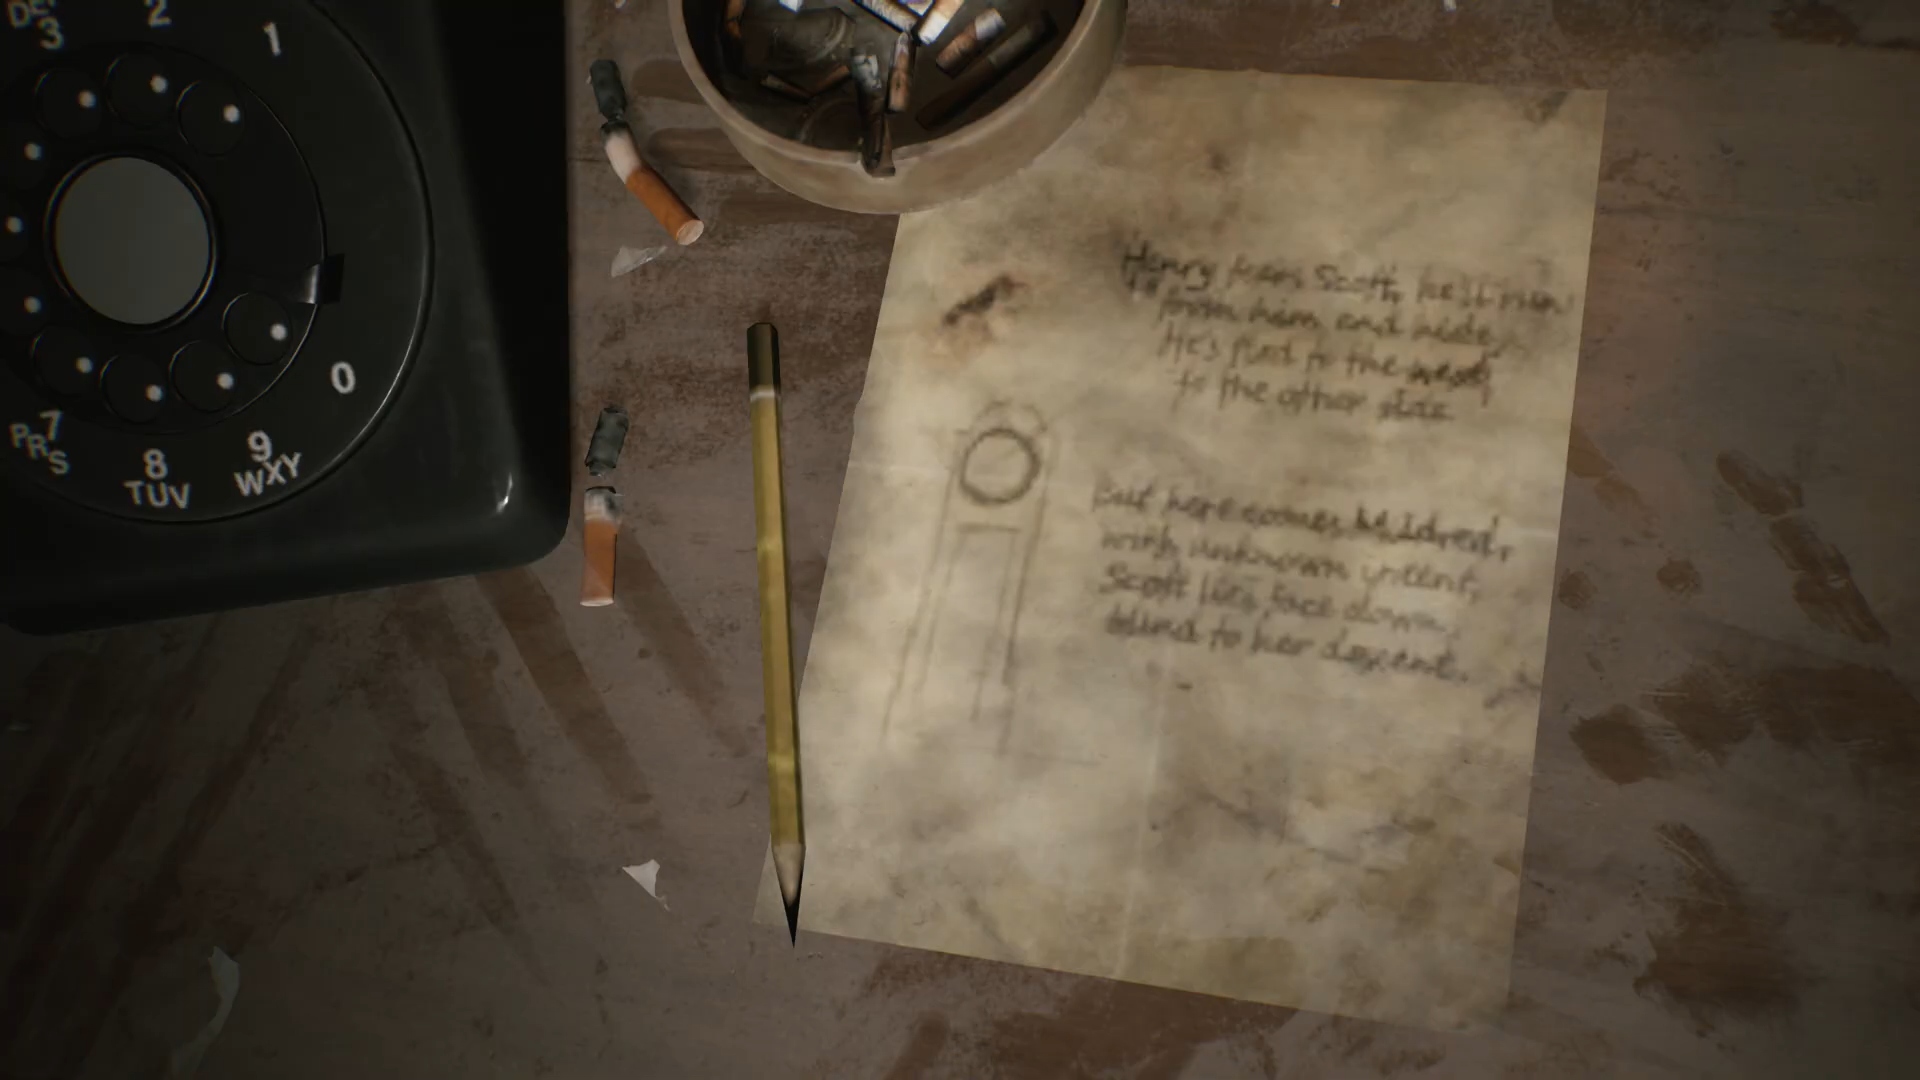 DEF
3
2
1
0
9
WXY
8
TUV
7
PRS
Henry fears Scott, he'll run
from him and hide,
He's fled to the west,
to the other side.
But here comes Mildred,
with unknown intent,
Scott lies face down,
blind to her descent.